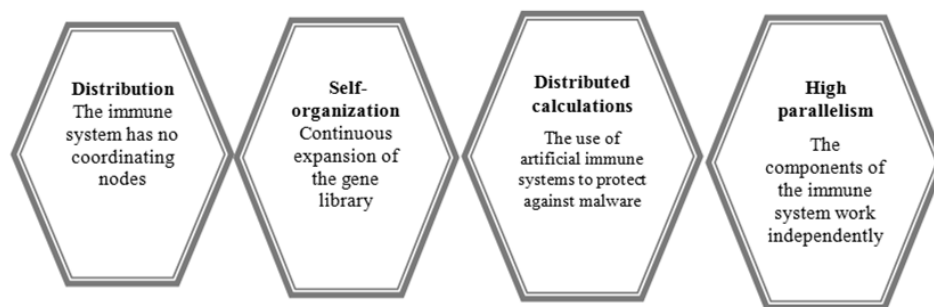 Distribution
The immune
system has no
coordinating
nodes
Self-
organization
Continuous
expansion of
the gene
library
Distributed
calculations
The use of
artificial immune
systems to protect
against malware
High
parallelism
The
components of
the immune
system work
independently